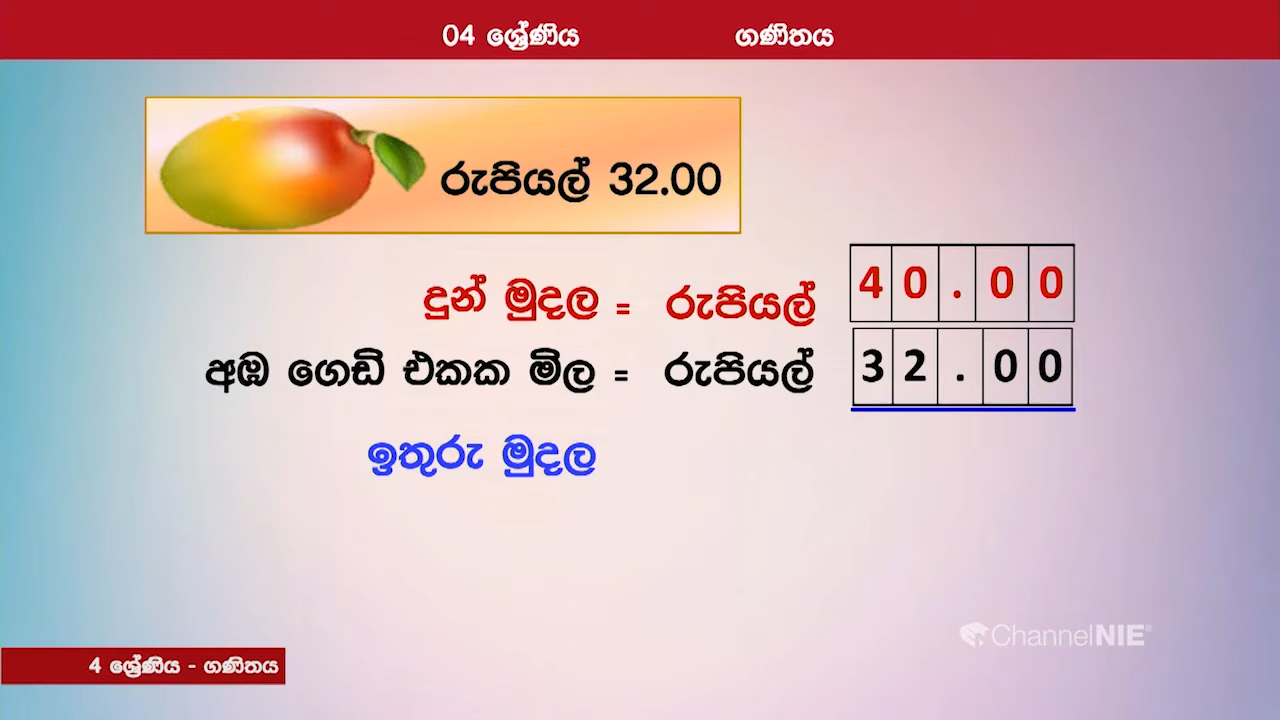 04 ශ්‍රේණිය ගණිතය
රුපියල් 32.00
දුන් මුදල = රුපියල් 40.00
අඹ ගෙඩි එකක මිල = රුපියල් 32.00
ඉතුරු මුදල
ChannelNIE®
4 ශ්‍රේණිය - ගණිතය